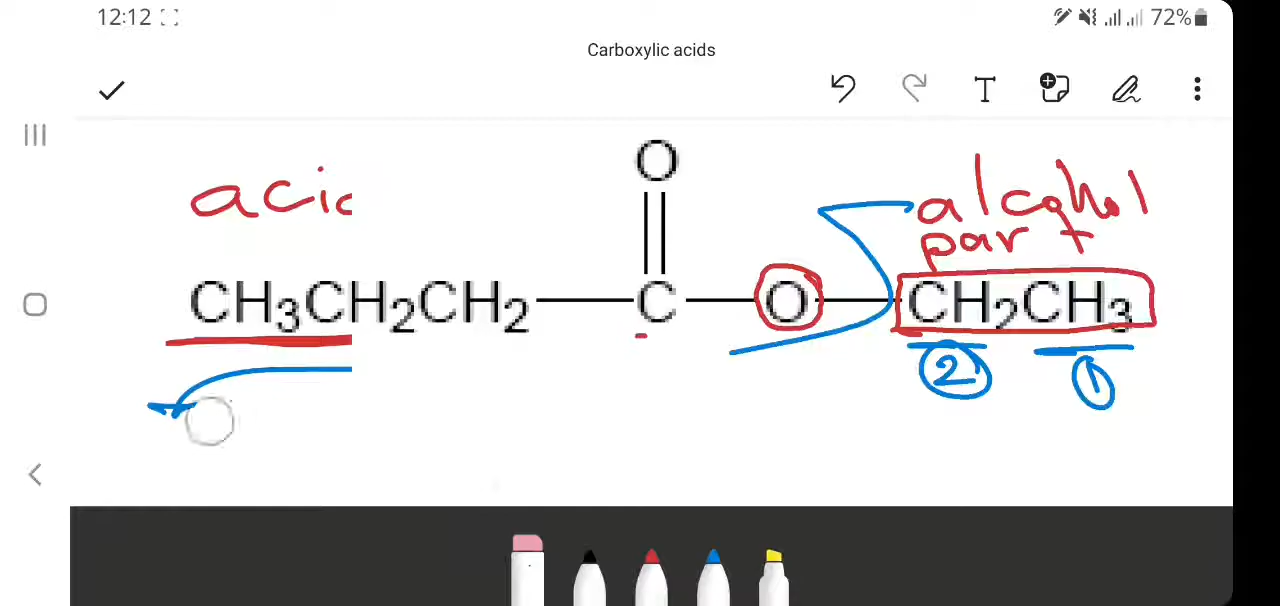 12:12 72%
Carboxylic acids
T
O
acid alcohol
part
CH3CH2CH2 C O CH2CH3
2 1